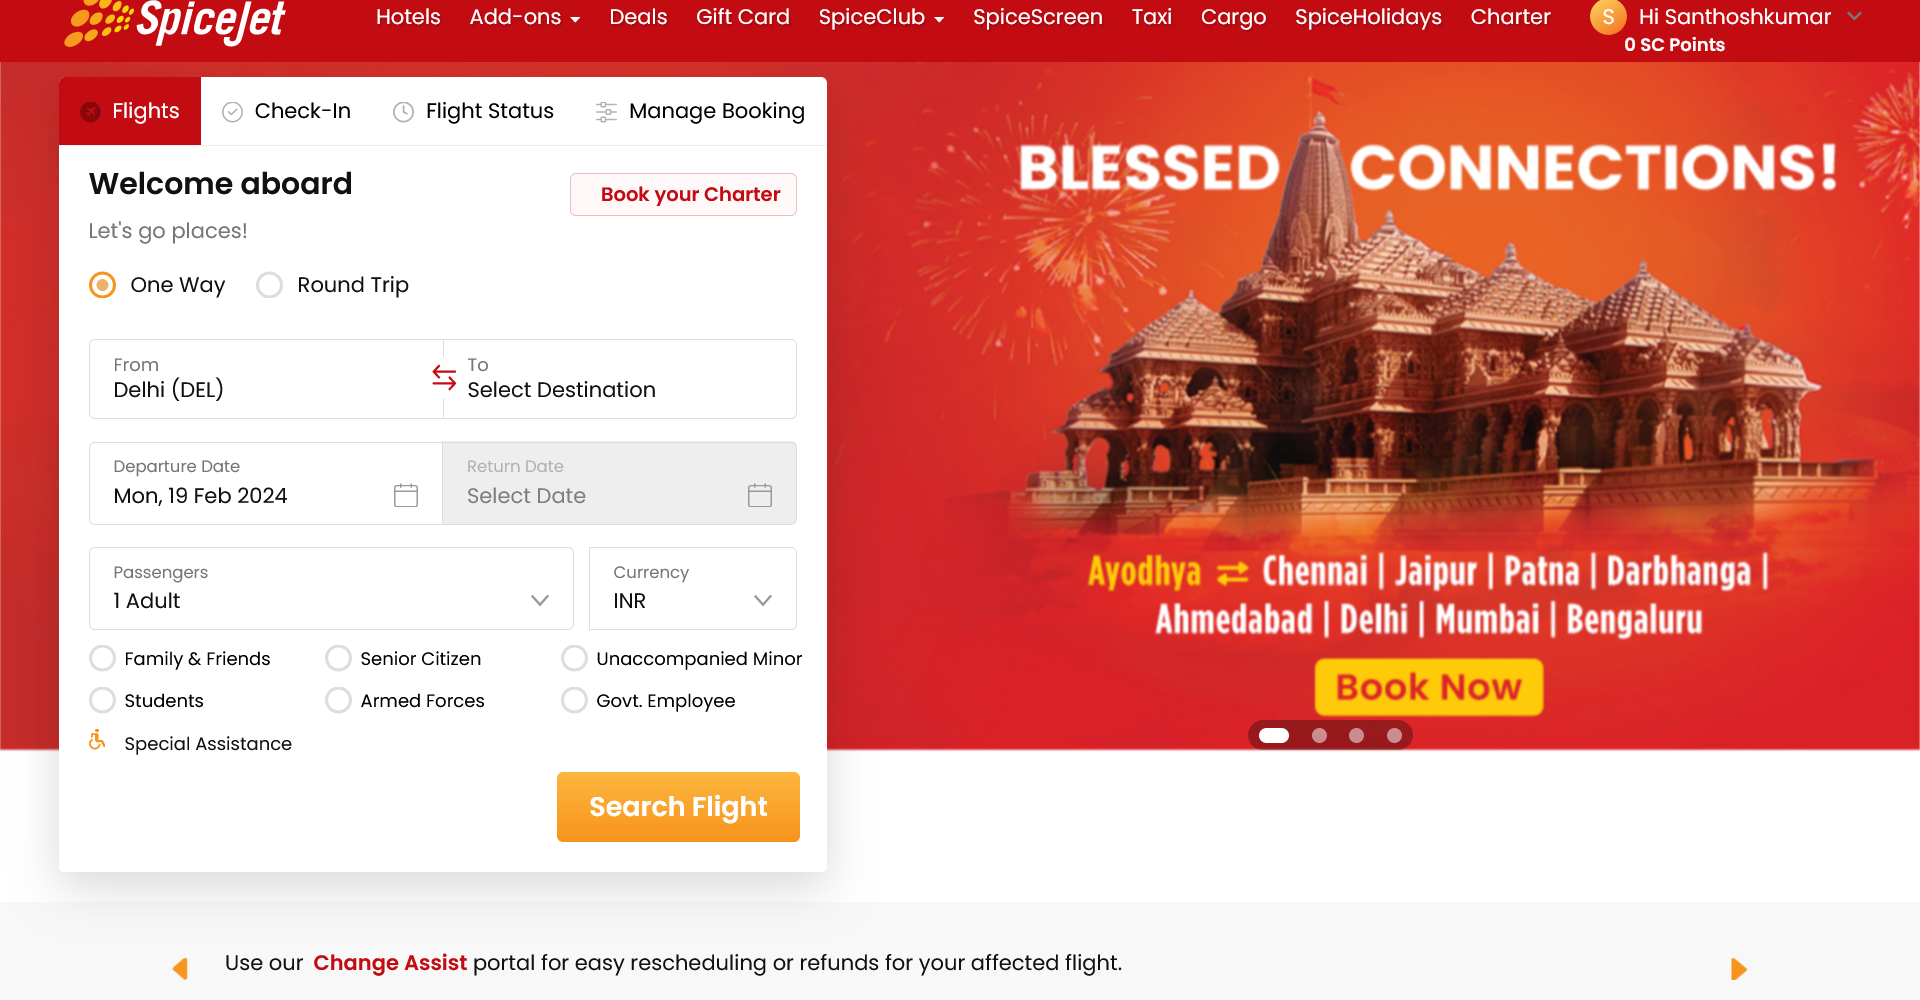 SpiceJet
Hotels Add-ons Deals Gift Card SpiceClub SpiceScreen Taxi Cargo SpiceHolidays Charter S Hi Santhoshkumar
0 SC Points
Flights Check-In Flight Status Manage Booking
Welcome aboard
Book your Charter
Let's go places!
One Way Round Trip
From
Delhi (DEL)
To
Select Destination
Departure Date
Mon, 19 Feb 2024
Return Date
Select Date
Passengers
1 Adult
Currency
INR
Family & Friends Senior Citizen Unaccompanied Minor
Students Armed Forces Govt. Employee
Special Assistance
Search Flight
BLESSED CONNECTIONS!
Ayodhya ⇄ Chennai | Jaipur | Patna | Darbhanga |
Ahmedabad | Delhi | Mumbai | Bengaluru
Book Now
Use our Change Assist portal for easy rescheduling or refunds for your affected flight.